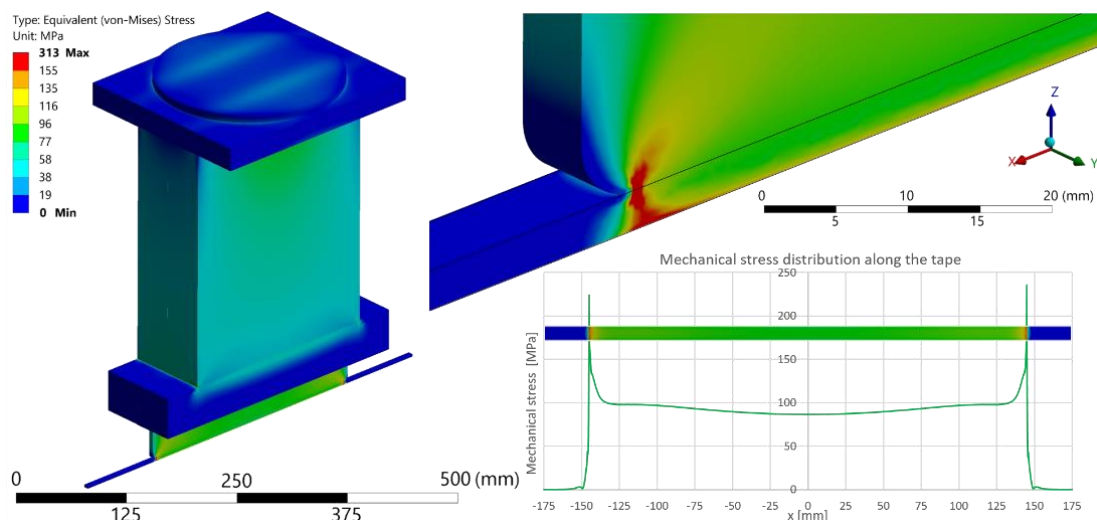 Type: Equivalent (von-Mises) Stress
Unit: MPa
313 Max
155
135
116
96
77
58
38
19
0 Min
0
250
500 (mm)
125
375
Z
X
Y
0
10
20 (mm)
5
15
Mechanical stress distribution along the tape
Mechanical stress [MPa]
250
200
150
100
50
0
-175 -150 -125 -100 -75 -50 -25 0 25 50 75 100 125 150 175
x [mm]